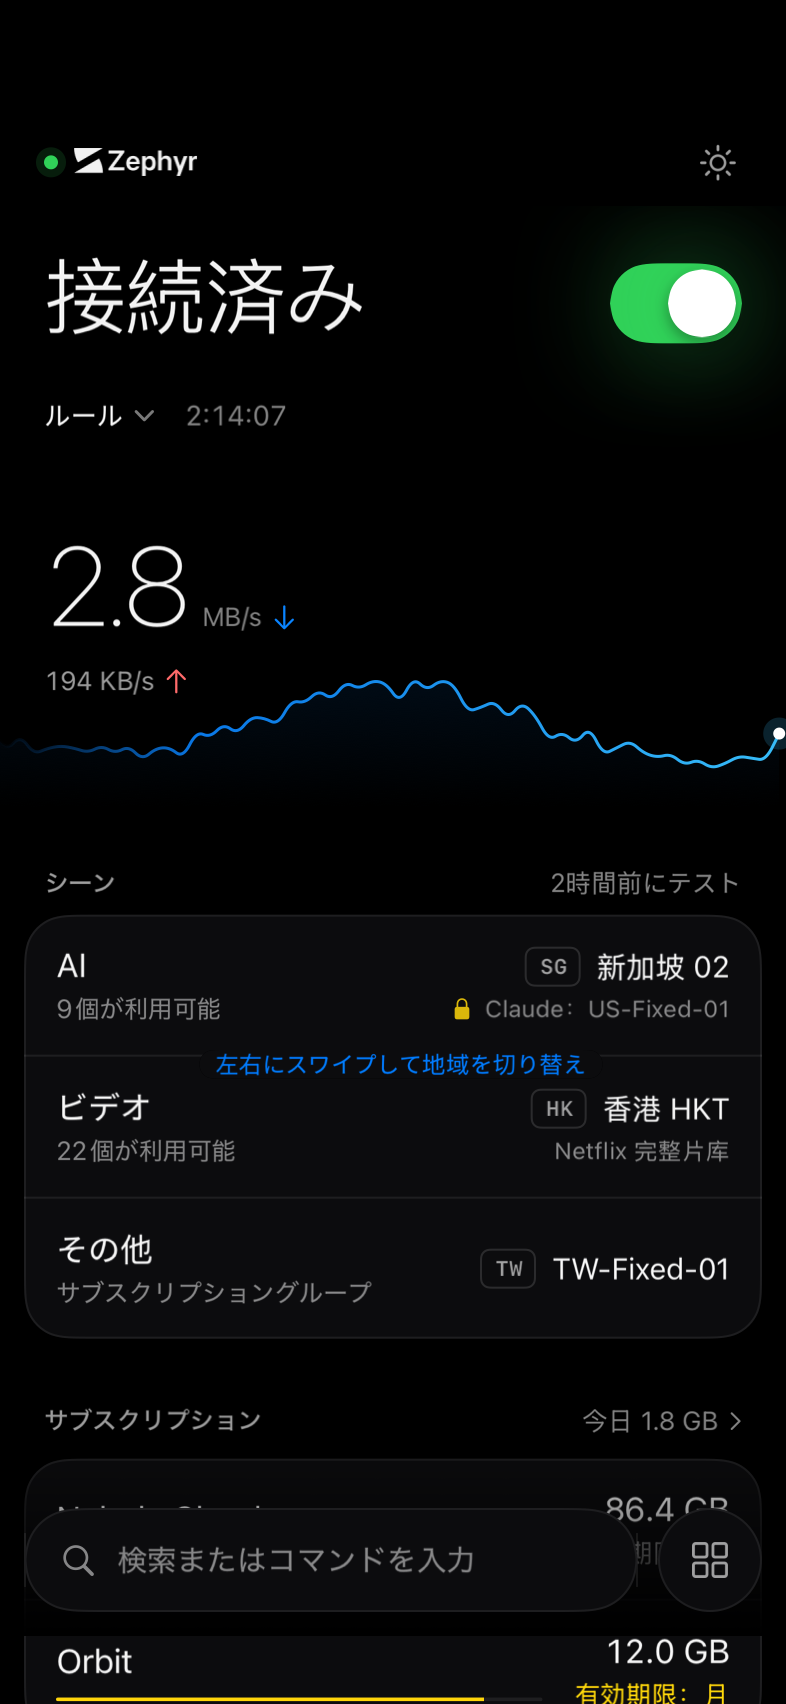 Zephyr
接続済み
ルール 2:14:07
2.8 MB/s ↓
194 KB/s ↑
シーン 2時間前にテスト
AI SG 新加坡 02
9個が利用可能 Claude: US-Fixed-01
左右にスワイプして地域を切り替え
ビデオ HK 香港 HKT
22個が利用可能 Netflix 完整片库
その他 TW TW-Fixed-01
サブスクリプショングループ
サブスクリプション 今日 1.8 GB
86.4 GB
検索またはコマンドを入力
Orbit 12.0 GB
有効期限: 月